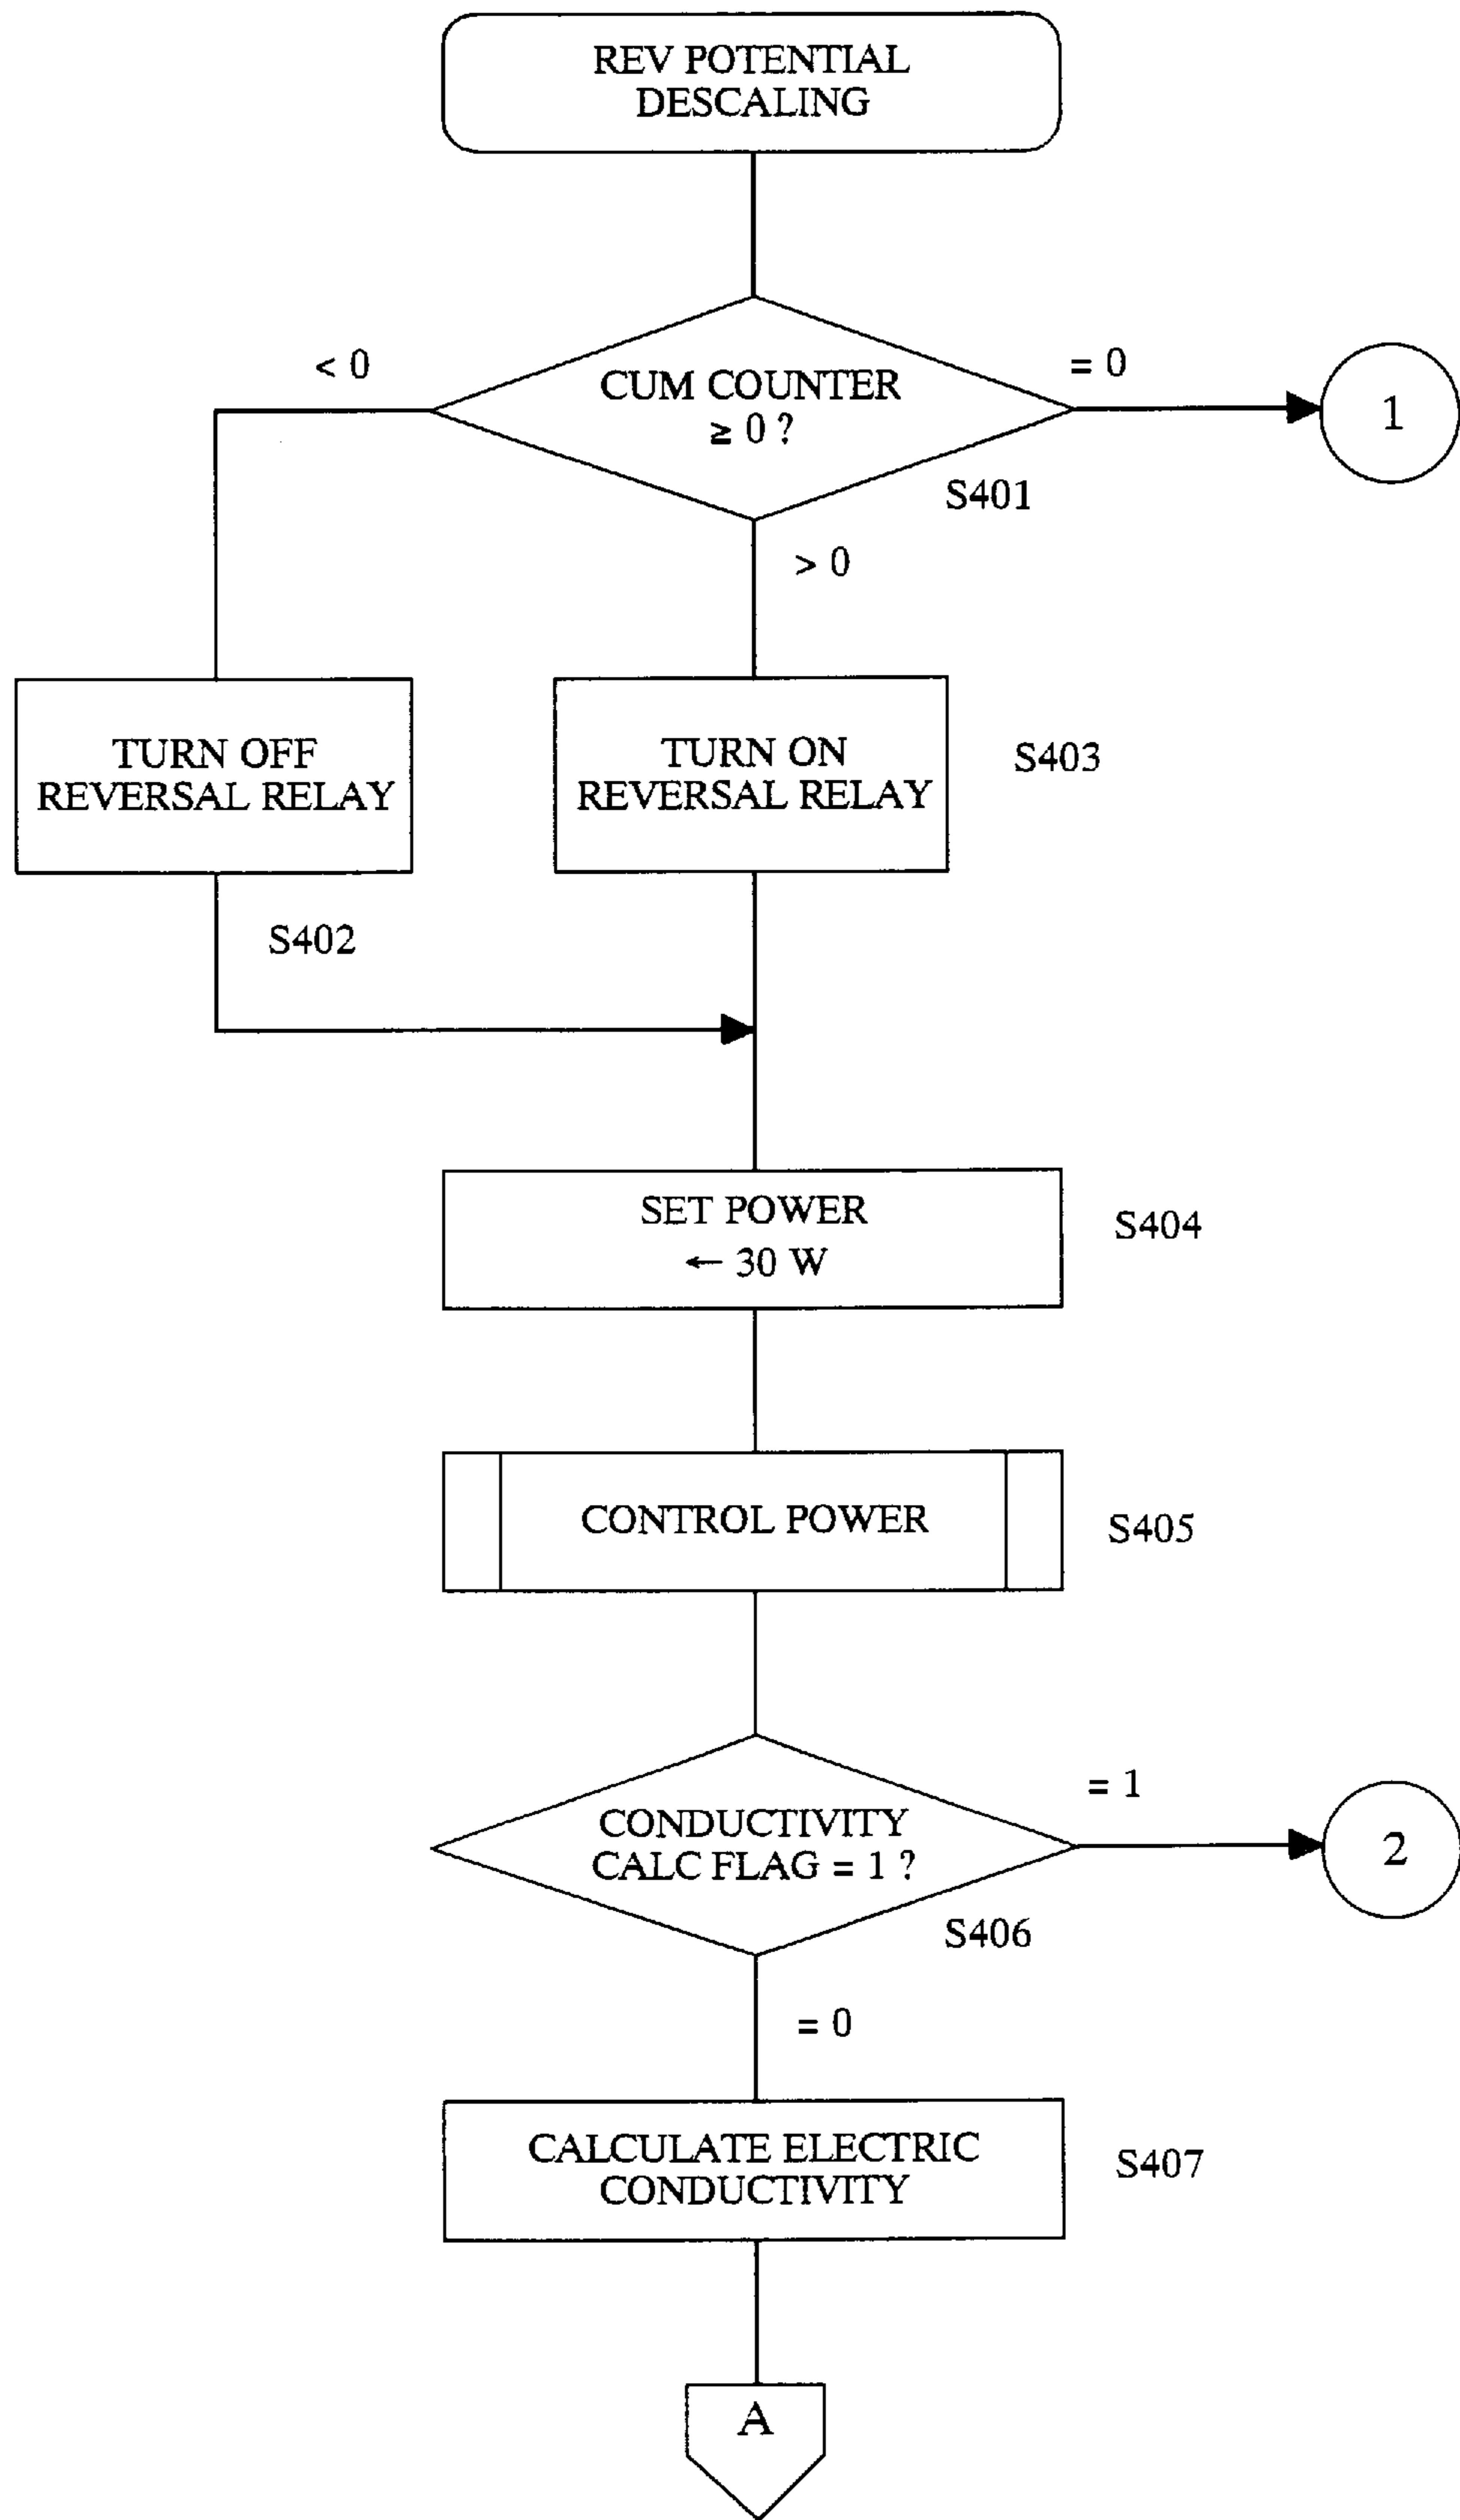 REV POTENTIAL
DESCALING
< 0
CUM COUNTER
≥ 0 ?
= 0
1
S401
> 0
TURN OFF
REVERSAL RELAY
TURN ON
REVERSAL RELAY
S403
S402
SET POWER
← 30 W
S404
CONTROL POWER
S405
CONDUCTIVITY
CALC FLAG = 1 ?
= 1
2
S406
= 0
CALCULATE ELECTRIC
CONDUCTIVITY
S407
A